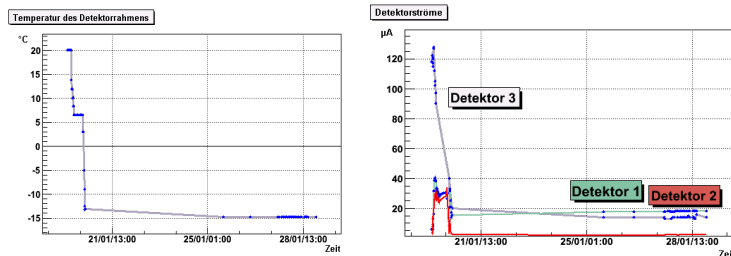 Temperatur des Detektorrahmens
°C
20
15
10
5
0
-5
-10
-15
21/01/13:00
25/01/01:00
28/01/13:00
Zeit
Detektorströme
µA
120
100
80
60
40
20
Detektor 3
Detektor 1
Detektor 2
21/01/13:00
25/01/01:00
28/01/13:00
Zeit